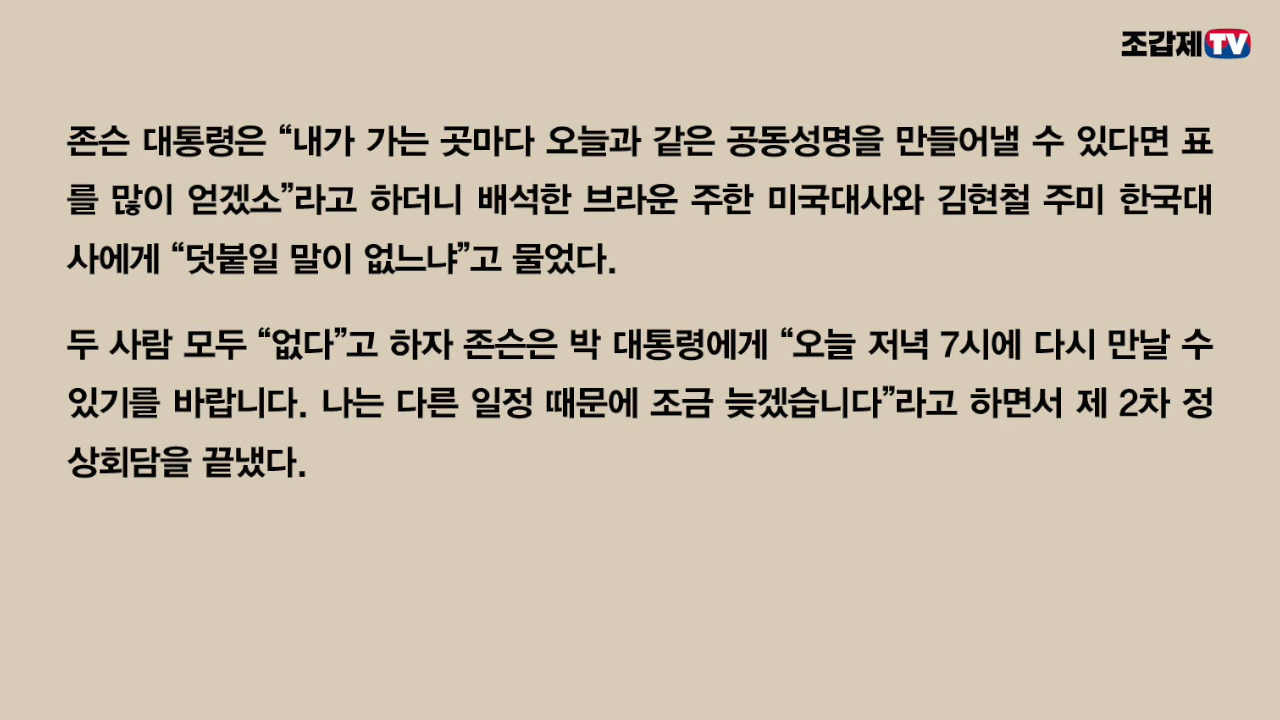 조갑제TV
존슨 대통령은 “내가 가는 곳마다 오늘과 같은 공동성명을 만들어낼 수 있다면 표
를 많이 얻겠소”라고 하더니 배석한 브라운 주한 미국대사와 김현철 주미 한국대
사에게 “덧붙일 말이 없느냐”고 물었다.
두 사람 모두 “없다”고 하자 존슨은 박 대통령에게 “오늘 저녁 7시에 다시 만날 수
있기를 바랍니다. 나는 다른 일정 때문에 조금 늦겠습니다”라고 하면서 제 2차 정
상회담을 끝냈다.